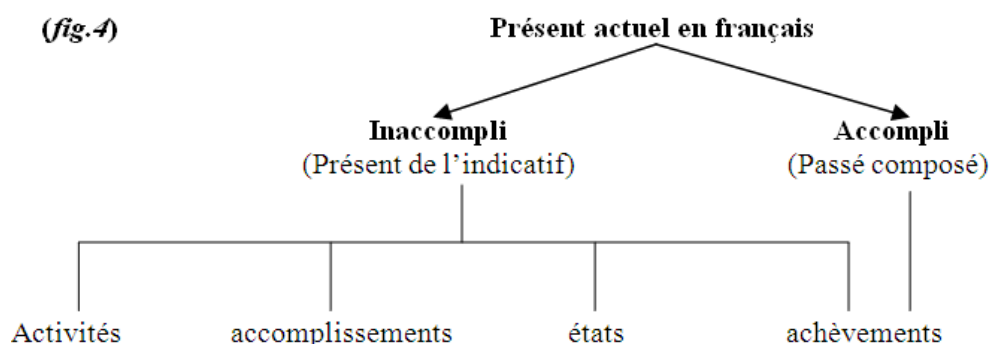 (fig.4)
Présent actuel en français
Inaccompli
(Présent de l’indicatif)
Accompli
(Passé composé)
Activités
accomplissements
états
achèvements